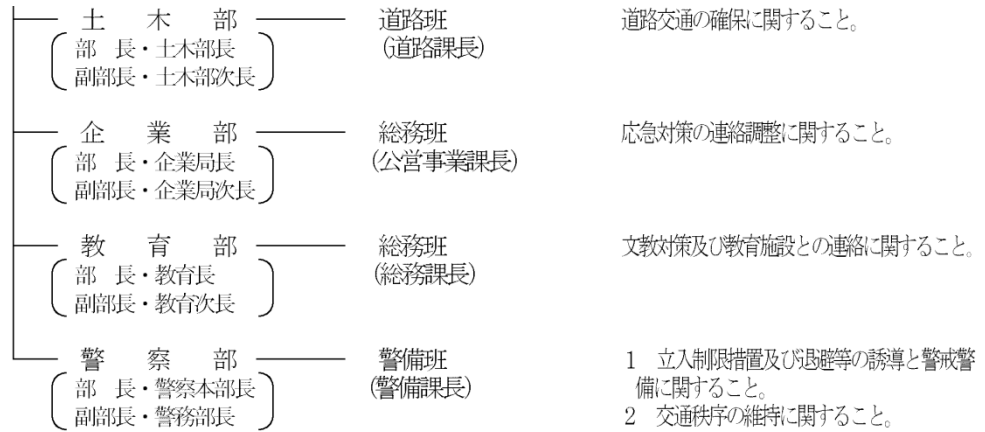 土　木　部 道路班 道路交通の確保に関すること。
部　長・土木部長 (道路課長)
副部長・土木部次長
企　業　部 総務班 応急対策の連絡調整に関すること。
部　長・企業局長 (公営事業課長)
副部長・企業局次長
教　育　部 総務班 文教対策及び教育施設との連絡に関すること。
部　長・教育長 (総務課長)
副部長・教育次長
警　察　部 警備班 1　立入制限措置及び退避等の誘導と警戒警
部　長・警察本部長 (警備課長) 備に関すること。
副部長・警務部長 2　交通秩序の維持に関すること。